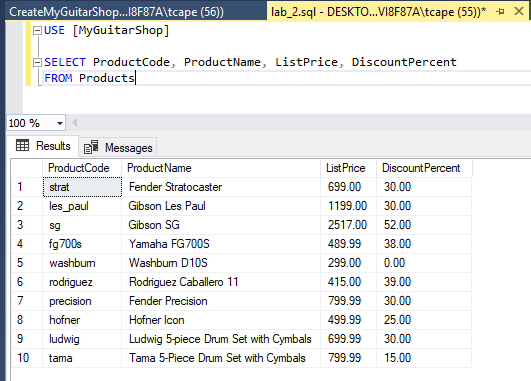 CreateMyGuitarShop...I8F87A\tcape (56)) lab_2.sql - DESKTO...VI8F87A\tcape (55))*
USE [MyGuitarShop]
SELECT ProductCode, ProductName, ListPrice, DiscountPercent
FROM Products
100 %
Results Messages
ProductCode ProductName ListPrice DiscountPercent
1 strat Fender Stratocaster 699.00 30.00
2 les_paul Gibson Les Paul 1199.00 30.00
3 sg Gibson SG 2517.00 52.00
4 fg700s Yamaha FG700S 489.99 38.00
5 washburn Washburn D10S 299.00 0.00
6 rodriguez Rodriguez Caballero 11 415.00 39.00
7 precision Fender Precision 799.99 30.00
8 hofner Hofner Icon 499.99 25.00
9 ludwig Ludwig 5-piece Drum Set with Cymbals 699.99 30.00
10 tama Tama 5-Piece Drum Set with Cymbals 799.99 15.00